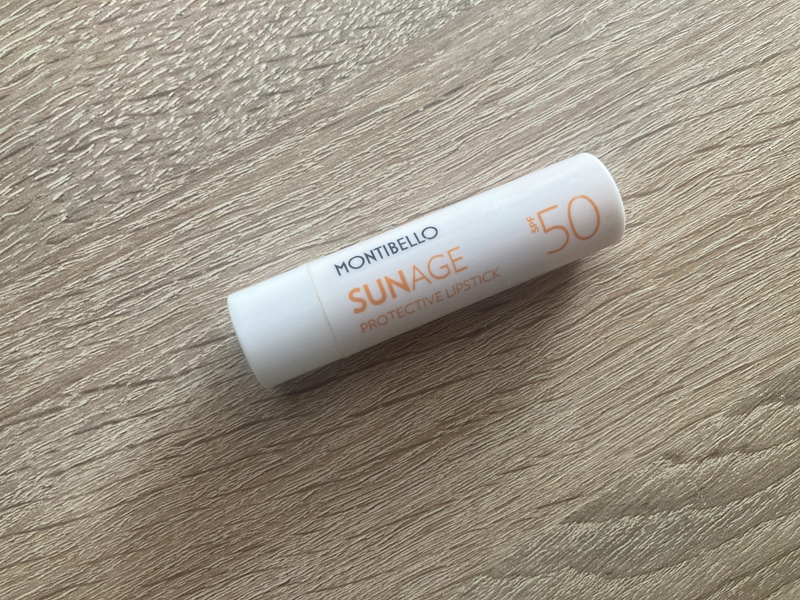 MONTIBELLO
SUNAGE
PROTECTIVE LIPSTICK
SPF 50